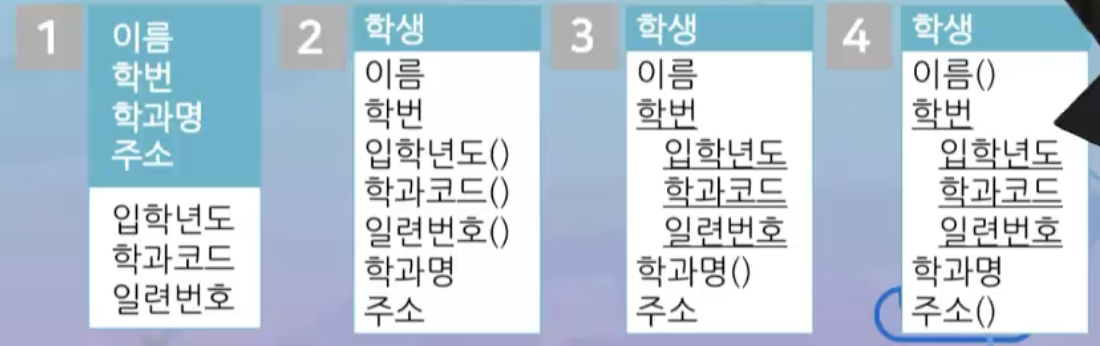 1
이름
학번
학과명
주소
입학년도
학과코드
일련번호
2
학생
이름
학번
입학년도()
학과코드()
일련번호()
학과명
주소
3
학생
이름
학번
입학년도
학과코드
일련번호
학과명()
주소
4
학생
이름()
학번
입학년도
학과코드
일련번호
학과명
주소()